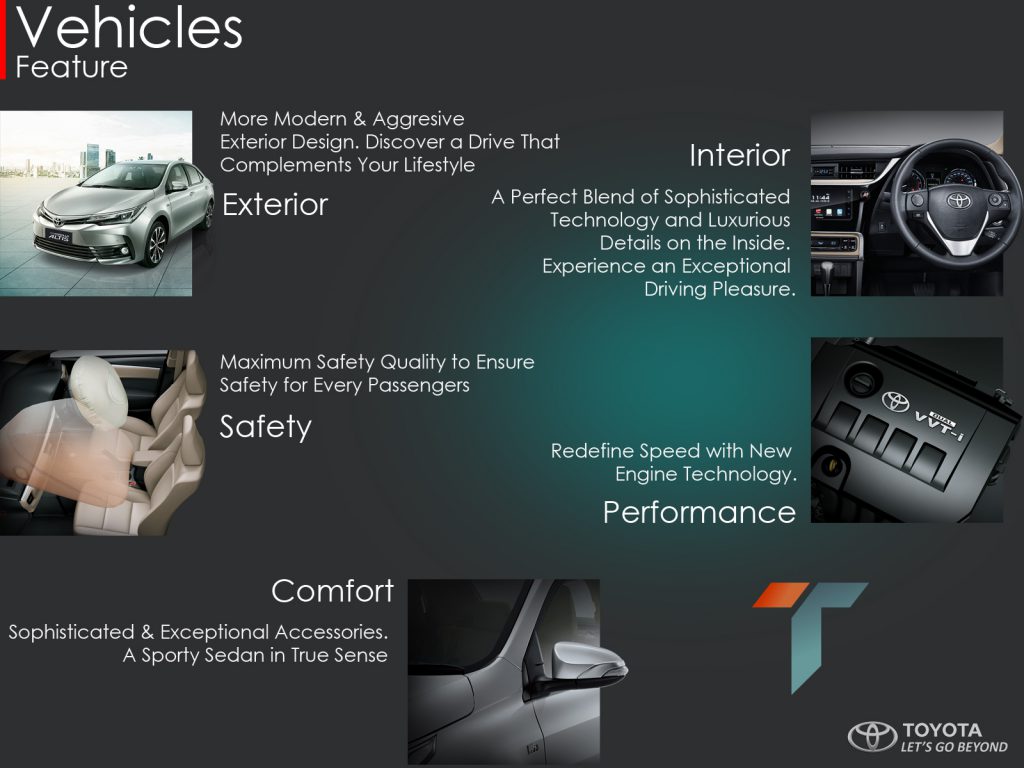 Vehicles
Feature
More Modern & Aggresive
Exterior Design. Discover a Drive That
Complements Your Lifestyle
Exterior
ALTIS
Interior
A Perfect Blend of Sophisticated
Technology and Luxurious
Details on the Inside.
Experience an Exceptional
Driving Pleasure.
Maximum Safety Quality to Ensure
Safety for Every Passengers
Safety
DUAL
VVT-i
Redefine Speed with New
Engine Technology.
Performance
Comfort
Sophisticated & Exceptional Accessories.
A Sporty Sedan in True Sense
TOYOTA
LET'S GO BEYOND